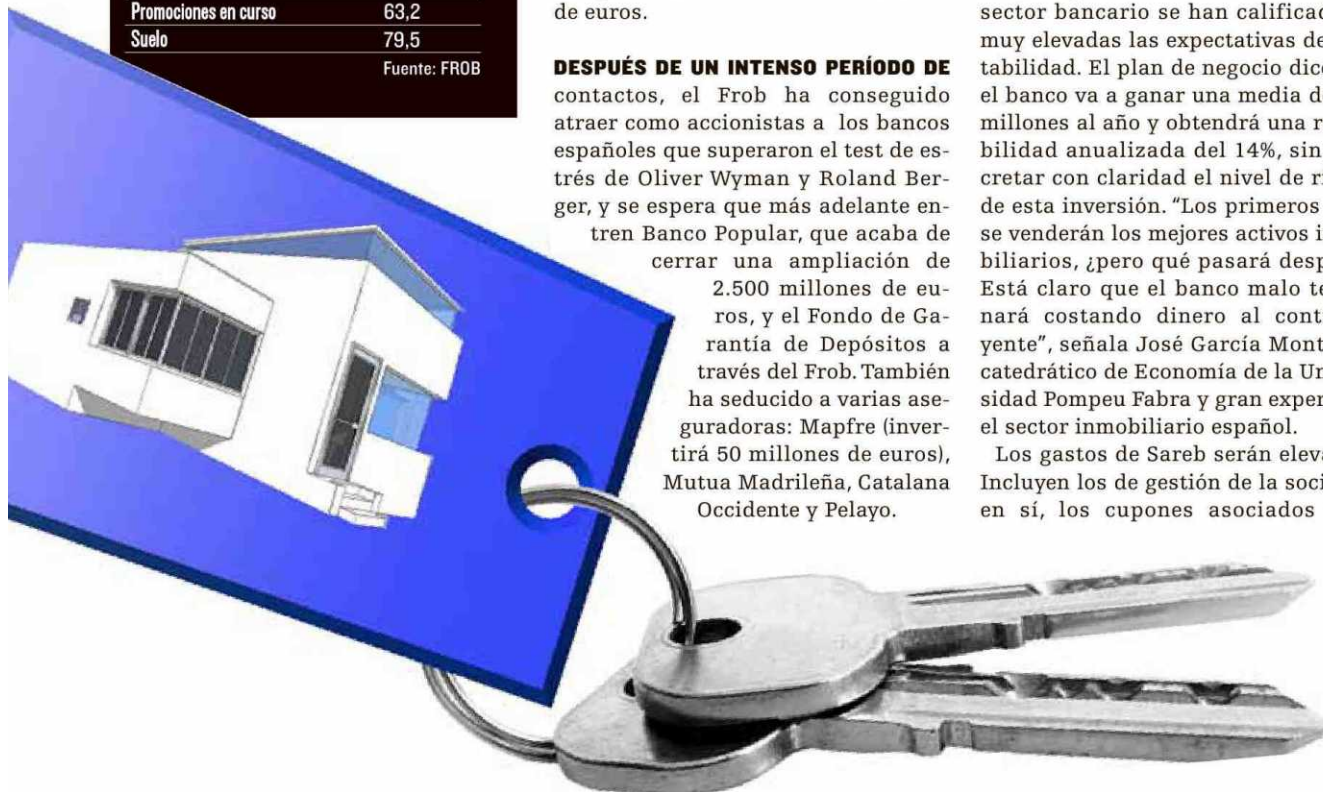 Promociones en curso 63,2
Suelo 79,5
Fuente: FROB
de euros.
DESPUÉS DE UN INTENSO PERÍODO DE
contactos, el Frob ha conseguido
atraer como accionistas a los bancos
españoles que superaron el test de es-
trés de Oliver Wyman y Roland Ber-
ger, y se espera que más adelante en-
tren Banco Popular, que acaba de
cerrar una ampliación de
2.500 millones de eu-
ros, y el Fondo de Ga-
rantía de Depósitos a
través del Frob. También
ha seducido a varias ase-
guradoras: Mapfre (inver-
tirá 50 millones de euros),
Mutua Madrileña, Catalana
Occidente y Pelayo.
sector bancario se han calificad
muy elevadas las expectativas de
tabilidad. El plan de negocio dic
el banco va a ganar una media d
millones al año y obtendrá una r
bilidad anualizada del 14%, sin
cretar con claridad el nivel de ri
de esta inversión. “Los primeros
se venderán los mejores activos i
biliarios, ¿pero qué pasará desp
Está claro que el banco malo te
nará costando dinero al cont
yente”, señala José García Mont
catedrático de Economía de la Un
sidad Pompeu Fabra y gran exper
el sector inmobiliario español.
Los gastos de Sareb serán eleva
Incluyen los de gestión de la soci
en sí, los cupones asociados